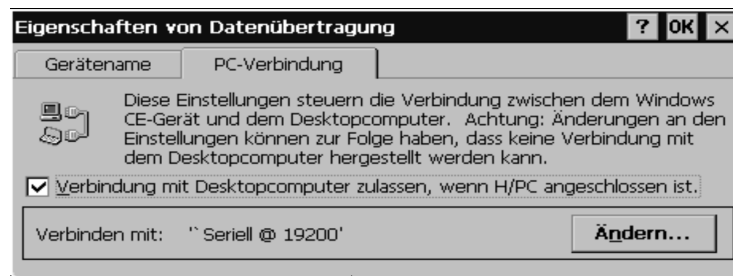 Eigenschaften von Datenübertragung ? OK ×
Gerätename PC-Verbindung
Diese Einstellungen steuern die Verbindung zwischen dem Windows
CE-Gerät und dem Desktopcomputer. Achtung: Änderungen an den
Einstellungen können zur Folge haben, dass keine Verbindung mit
dem Desktopcomputer hergestellt werden kann.
Verbindung mit Desktopcomputer zulassen, wenn H/PC angeschlossen ist.
Verbinden mit: '`Seriell @ 19200' Ändern...